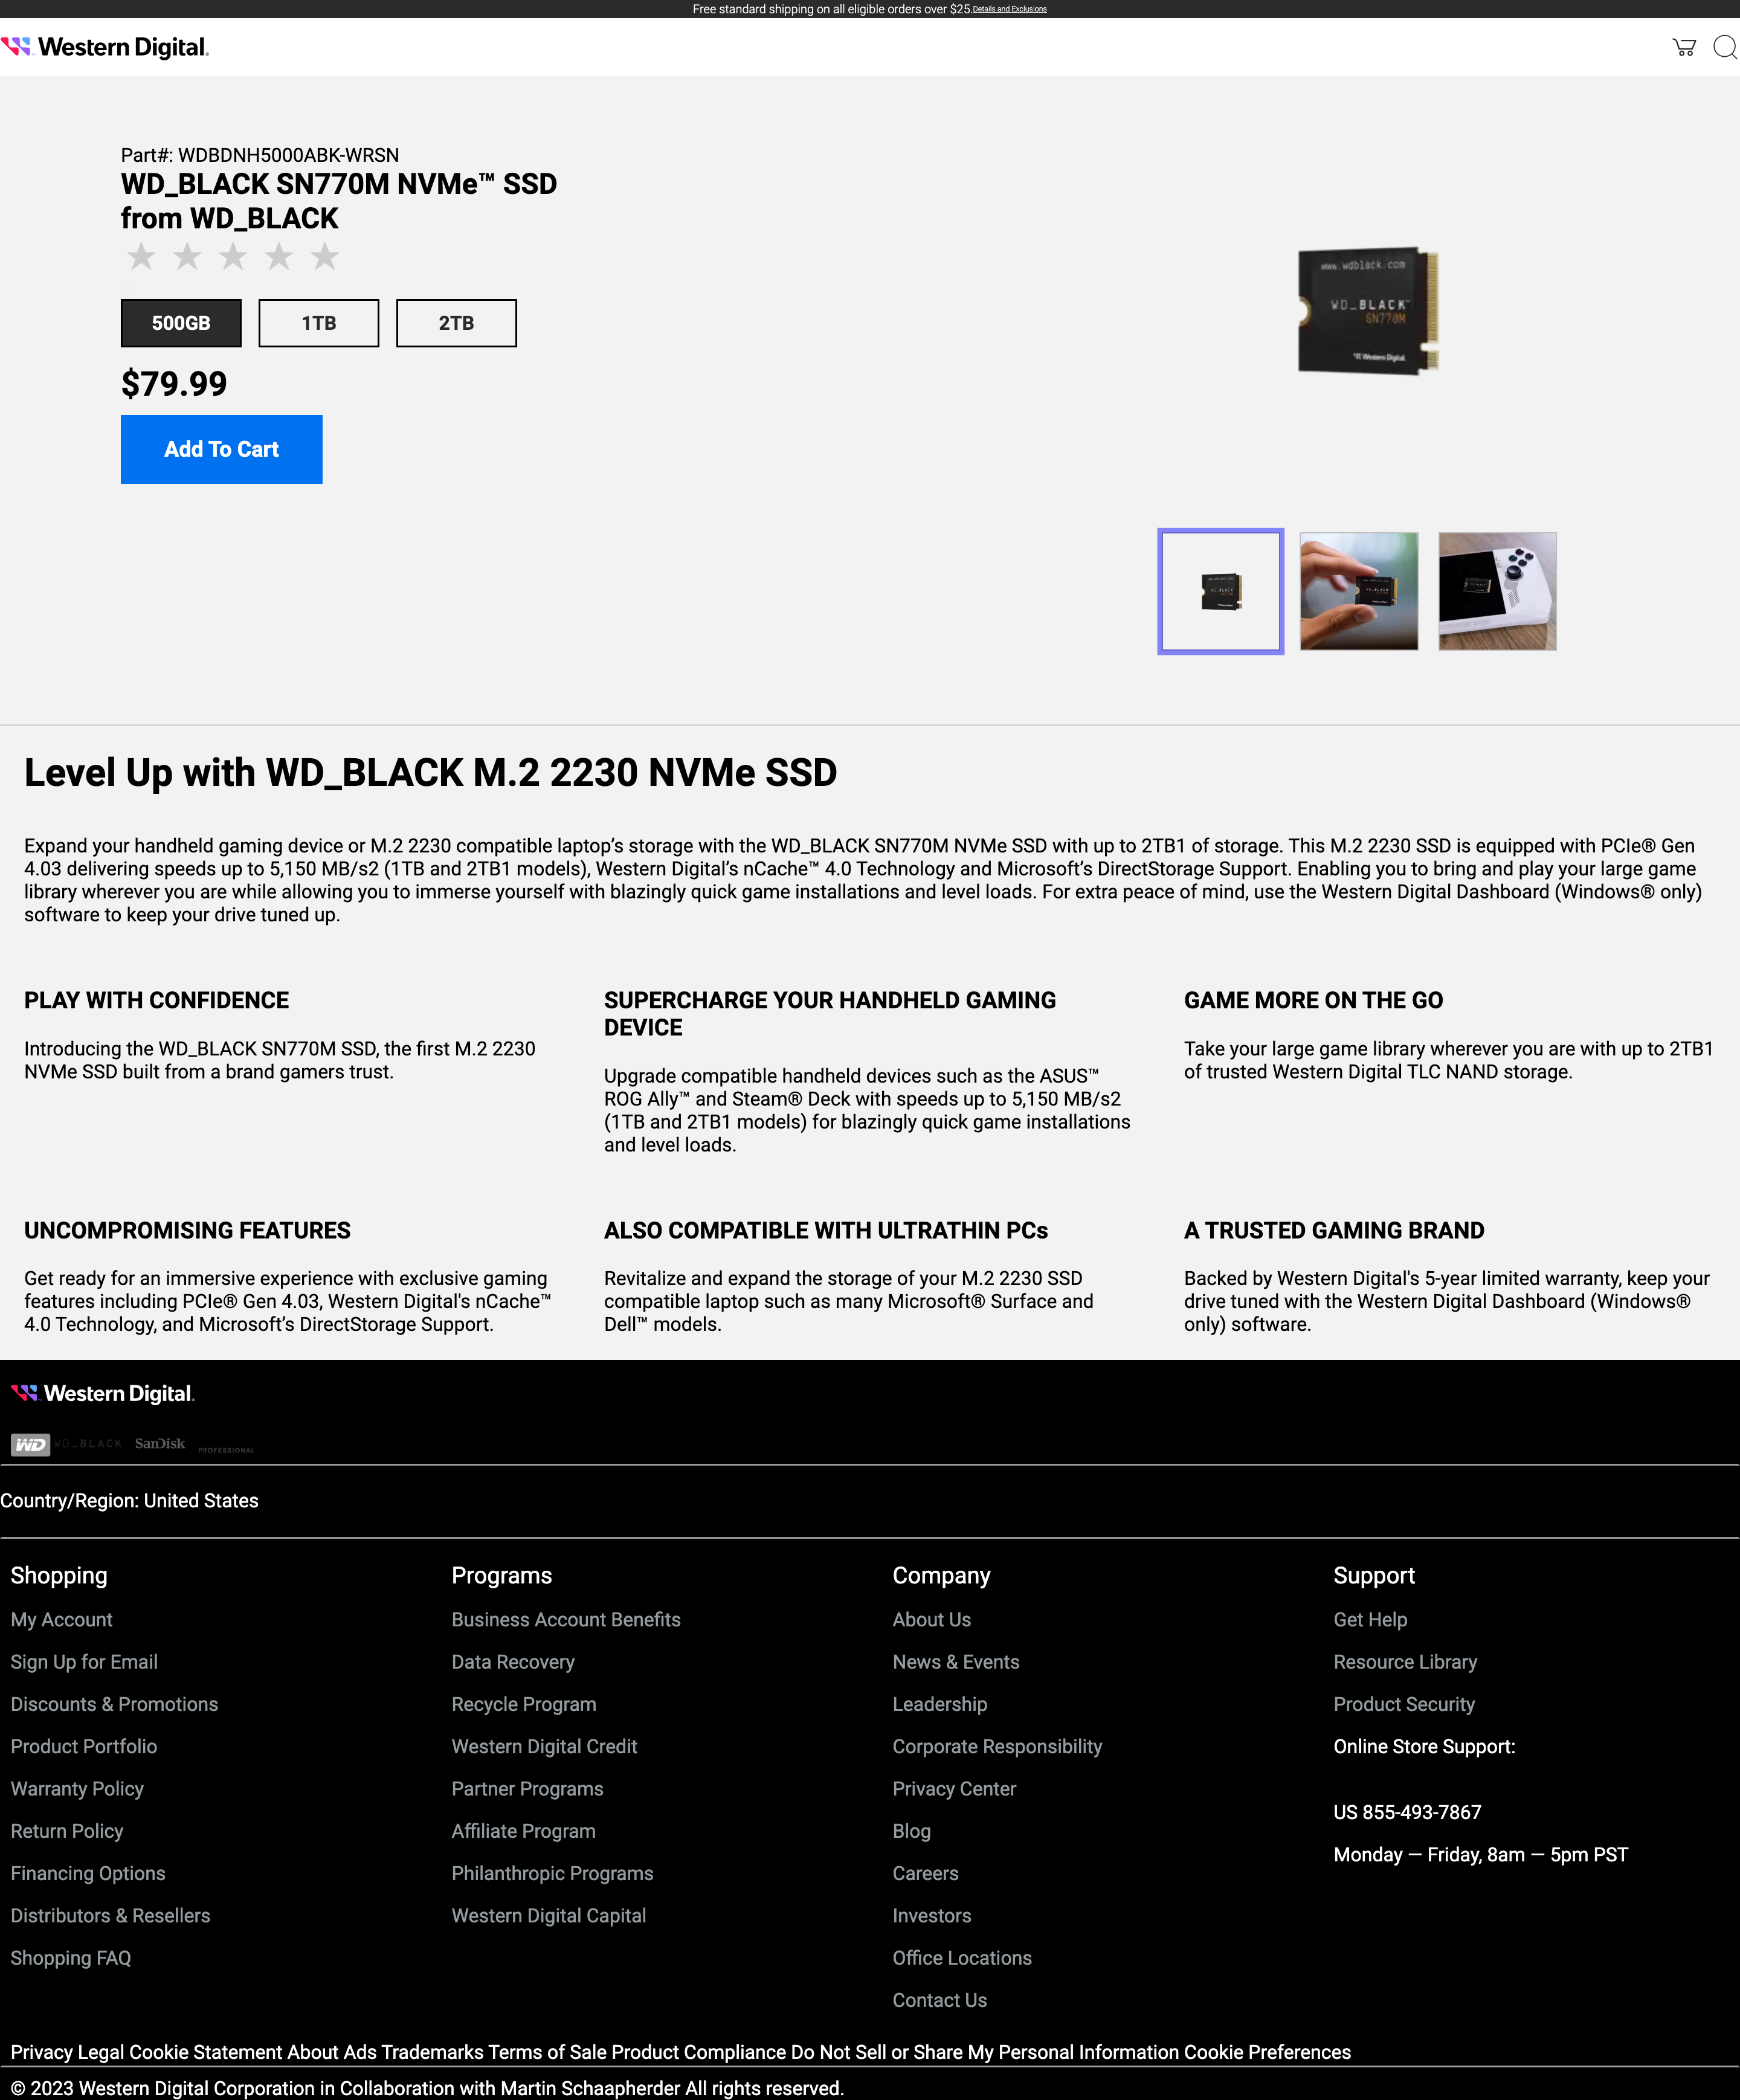 Free standard shipping on all eligible orders over $25. Details and Exclusions
Western Digital.
Part#: WDBDNH5000ABK-WRSN
WD_BLACK SN770M NVMe™ SSD
from WD_BLACK
500GB 1TB 2TB
$79.99
Add To Cart
www.wdblack.com
WD_BLACK™
SN770M
Western Digital.
Level Up with WD_BLACK M.2 2230 NVMe SSD
Expand your handheld gaming device or M.2 2230 compatible laptop’s storage with the WD_BLACK SN770M NVMe SSD with up to 2TB1 of storage. This M.2 2230 SSD is equipped with PCIe® Gen
4.03 delivering speeds up to 5,150 MB/s2 (1TB and 2TB1 models), Western Digital’s nCache™ 4.0 Technology and Microsoft’s DirectStorage Support. Enabling you to bring and play your large game
library wherever you are while allowing you to immerse yourself with blazingly quick game installations and level loads. For extra peace of mind, use the Western Digital Dashboard (Windows® only)
software to keep your drive tuned up.
PLAY WITH CONFIDENCE
Introducing the WD_BLACK SN770M SSD, the first M.2 2230
NVMe SSD built from a brand gamers trust.
SUPERCHARGE YOUR HANDHELD GAMING
DEVICE
Upgrade compatible handheld devices such as the ASUS™
ROG Ally™ and Steam® Deck with speeds up to 5,150 MB/s2
(1TB and 2TB1 models) for blazingly quick game installations
and level loads.
GAME MORE ON THE GO
Take your large game library wherever you are with up to 2TB1
of trusted Western Digital TLC NAND storage.
UNCOMPROMISING FEATURES
Get ready for an immersive experience with exclusive gaming
features including PCIe® Gen 4.03, Western Digital's nCache™
4.0 Technology, and Microsoft’s DirectStorage Support.
ALSO COMPATIBLE WITH ULTRATHIN PCs
Revitalize and expand the storage of your M.2 2230 SSD
compatible laptop such as many Microsoft® Surface and
Dell™ models.
A TRUSTED GAMING BRAND
Backed by Western Digital's 5-year limited warranty, keep your
drive tuned with the Western Digital Dashboard (Windows®
only) software.
Western Digital.
WD WD_BLACK SanDisk PROFESSIONAL
Country/Region: United States
Shopping
My Account
Sign Up for Email
Discounts & Promotions
Product Portfolio
Warranty Policy
Return Policy
Financing Options
Distributors & Resellers
Shopping FAQ
Programs
Business Account Benefits
Data Recovery
Recycle Program
Western Digital Credit
Partner Programs
Affiliate Program
Philanthropic Programs
Western Digital Capital
Company
About Us
News & Events
Leadership
Corporate Responsibility
Privacy Center
Blog
Careers
Investors
Office Locations
Contact Us
Support
Get Help
Resource Library
Product Security
Online Store Support:
US 855-493-7867
Monday — Friday, 8am — 5pm PST
Privacy Legal Cookie Statement About Ads Trademarks Terms of Sale Product Compliance Do Not Sell or Share My Personal Information Cookie Preferences
© 2023 Western Digital Corporation in Collaboration with Martin Schaapherder All rights reserved.